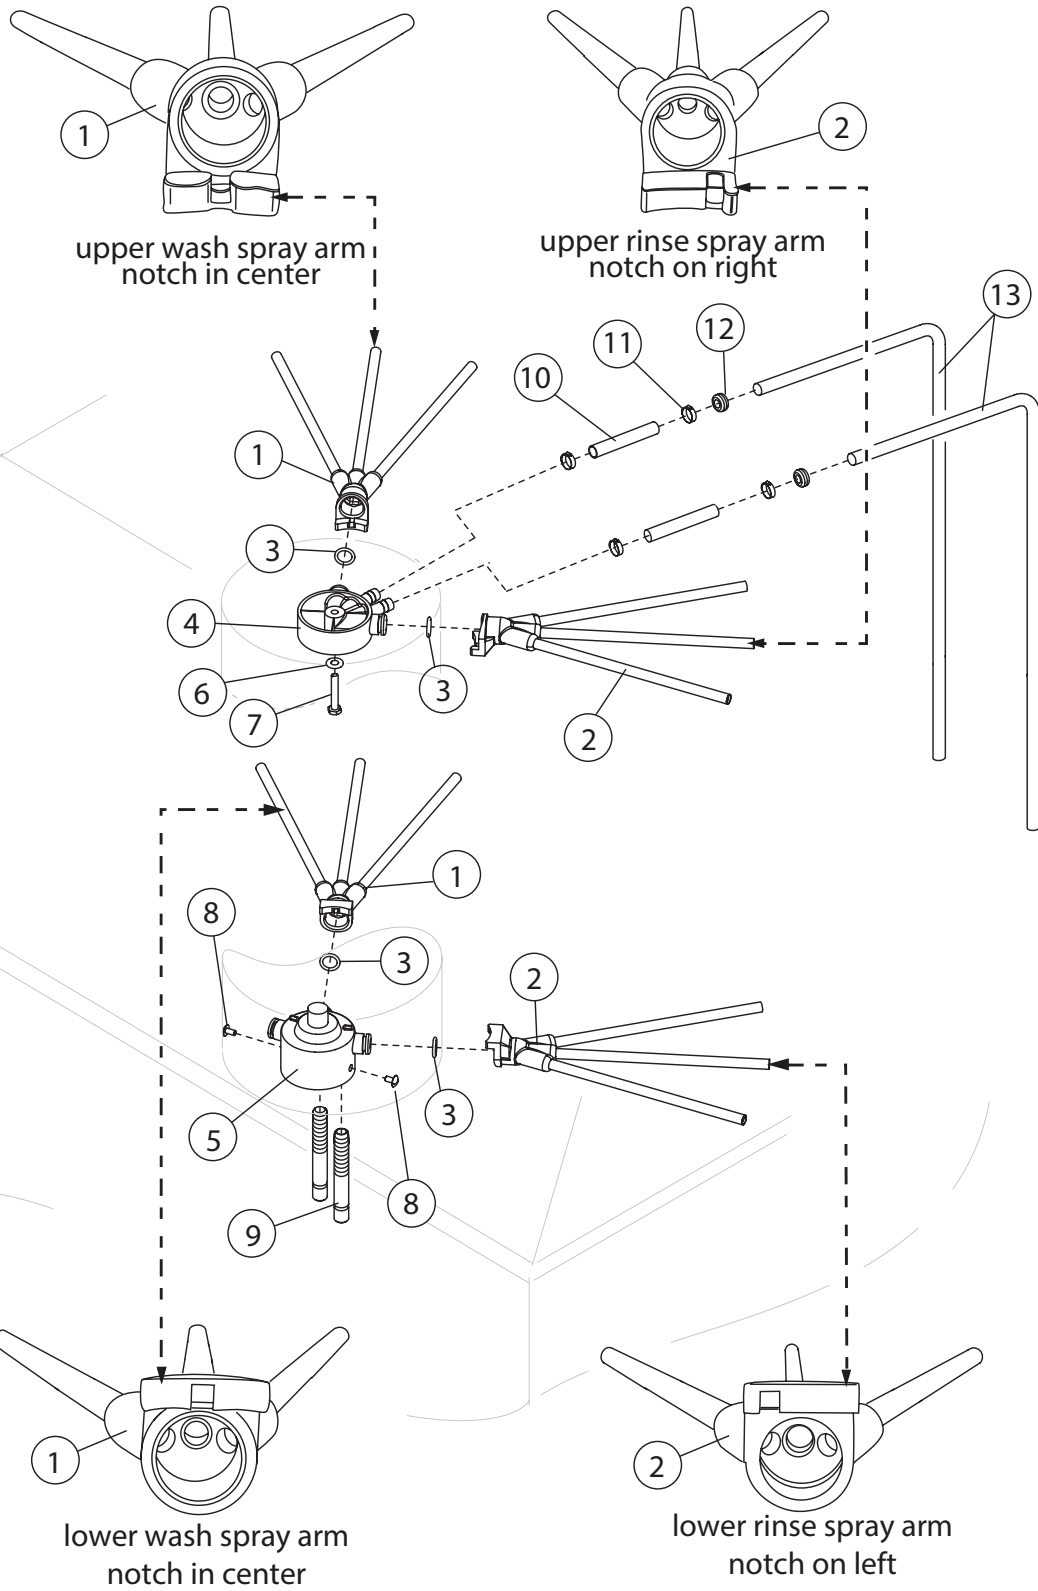 1
2
upper wash spray arm
notch in center
upper rinse spray arm
notch on right
13
12
11
10
1
3
4
6
7
3
2
1
8
3
2
5
3
8
9
1
2
lower wash spray arm
notch in center
lower rinse spray arm
notch on left